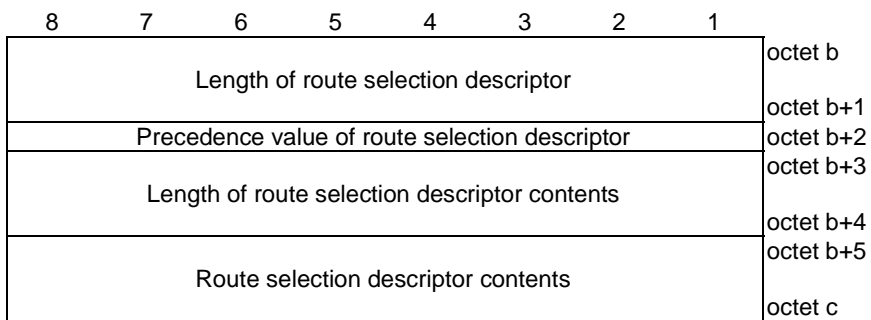 8 7 6 5 4 3 2 1
octet b
Length of route selection descriptor
octet b+1
Precedence value of route selection descriptor octet b+2
octet b+3
Length of route selection descriptor contents
octet b+4
octet b+5
Route selection descriptor contents
octet c